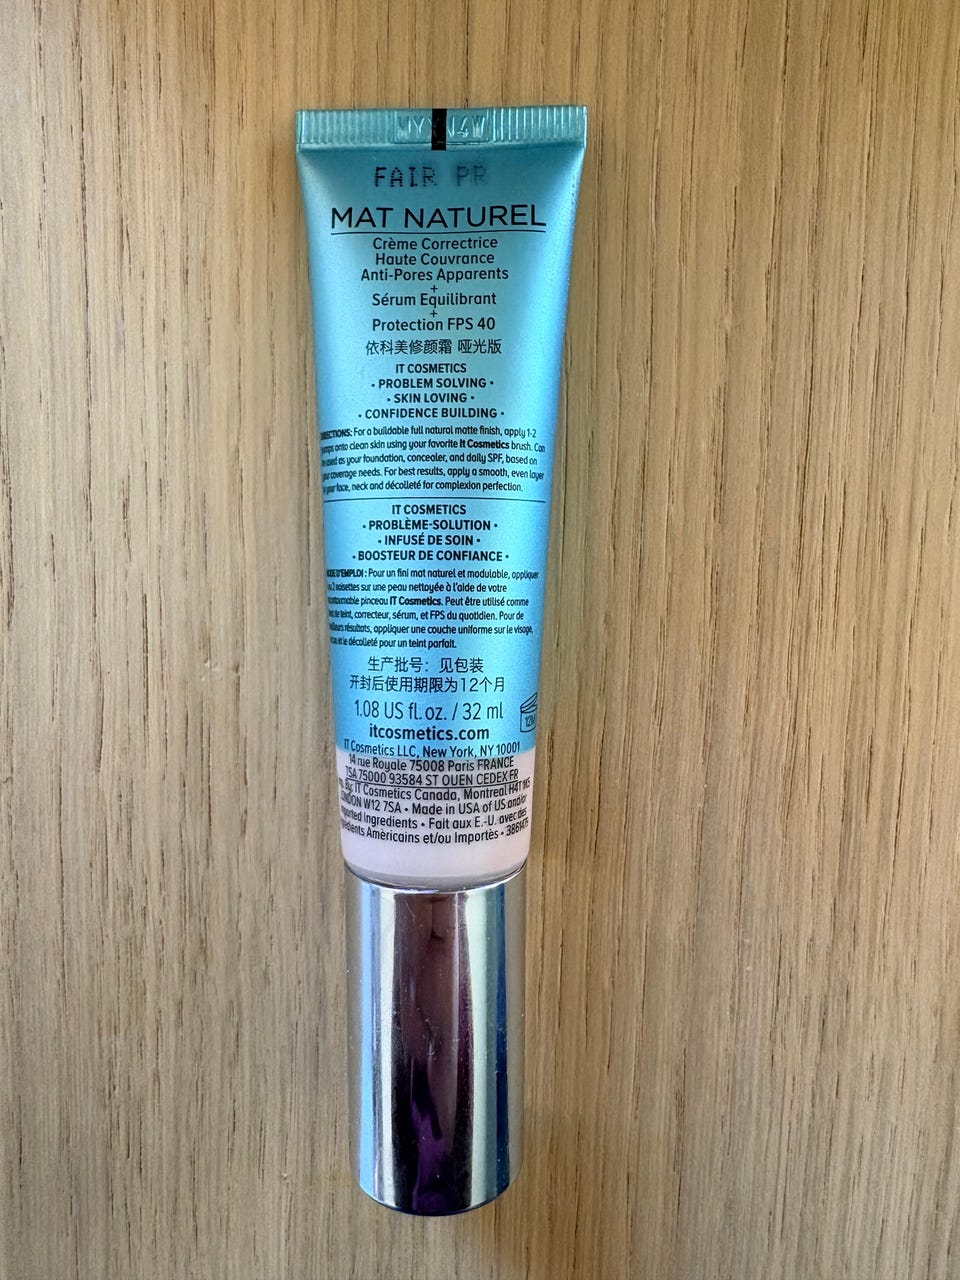 FAIR PR
MAT NATUREL
Crème Correctrice
Haute Couvrance
Anti-Pores Apparents
+
Sérum Equilibrant
+
Protection FPS 40
依科美修颜霜 哑光版
IT COSMETICS
• PROBLEM SOLVING •
• SKIN LOVING •
• CONFIDENCE BUILDING •
DIRECTIONS: For a buildable full natural matte finish, apply 1-2
onto clean skin using your favorite It Cosmetics brush. Can
used as your foundation, concealer, and daily SPF, based on
your coverage needs. For best results, apply a smooth, even layer
your face, neck and décolleté for complexion perfection.
IT COSMETICS
• PROBLÈME-SOLUTION •
• INFUSÉ DE SOIN •
• BOOSTEUR DE CONFIANCE •
D'EMPLOI : Pour un fini mat naturel et modulable, appliquer
2 noisettes sur une peau nettoyée à l'aide de votre
pinceau IT Cosmetics. Peut être utilisé comme
de teint, correcteur, sérum, et FPS du quotidien. Pour de
résultats, appliquer une couche uniforme sur le visage,
et le décolleté pour un teint parfait.
生产批号：见包装
开封后使用期限为12个月
1.08 US fl. oz. / 32 ml
12M
itcosmetics.com
IT Cosmetics LLC, New York, NY 10001
14 rue Royale 75008 Paris FRANCE
TSA 75000 93584 ST OUEN CEDEX FR
By: IT Cosmetics Canada, Montreal H4T 1K5
LONDON W12 7SA • Made in USA of US and/or
Ingredients • Fait aux É.-U. avec des
Amèricains et/ou Importès • 3861475